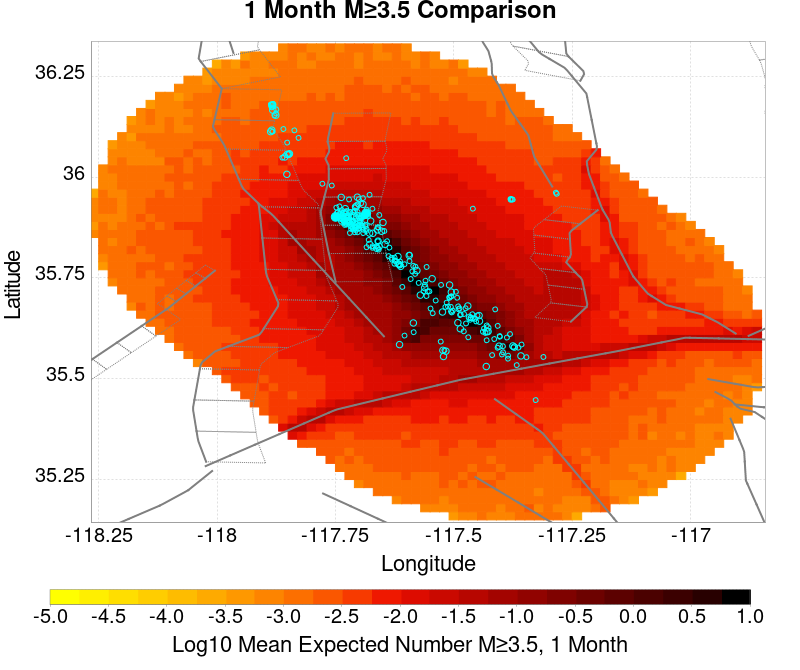 1 Month M≥3.5 Comparison
36.25
36
35.75
35.5
35.25
Latitude
-118.25 -118 -117.75 -117.5 -117.25 -117
Longitude
-5.0 -4.5 -4.0 -3.5 -3.0 -2.5 -2.0 -1.5 -1.0 -0.5 0.0 0.5 1.0
Log10 Mean Expected Number M≥3.5, 1 Month